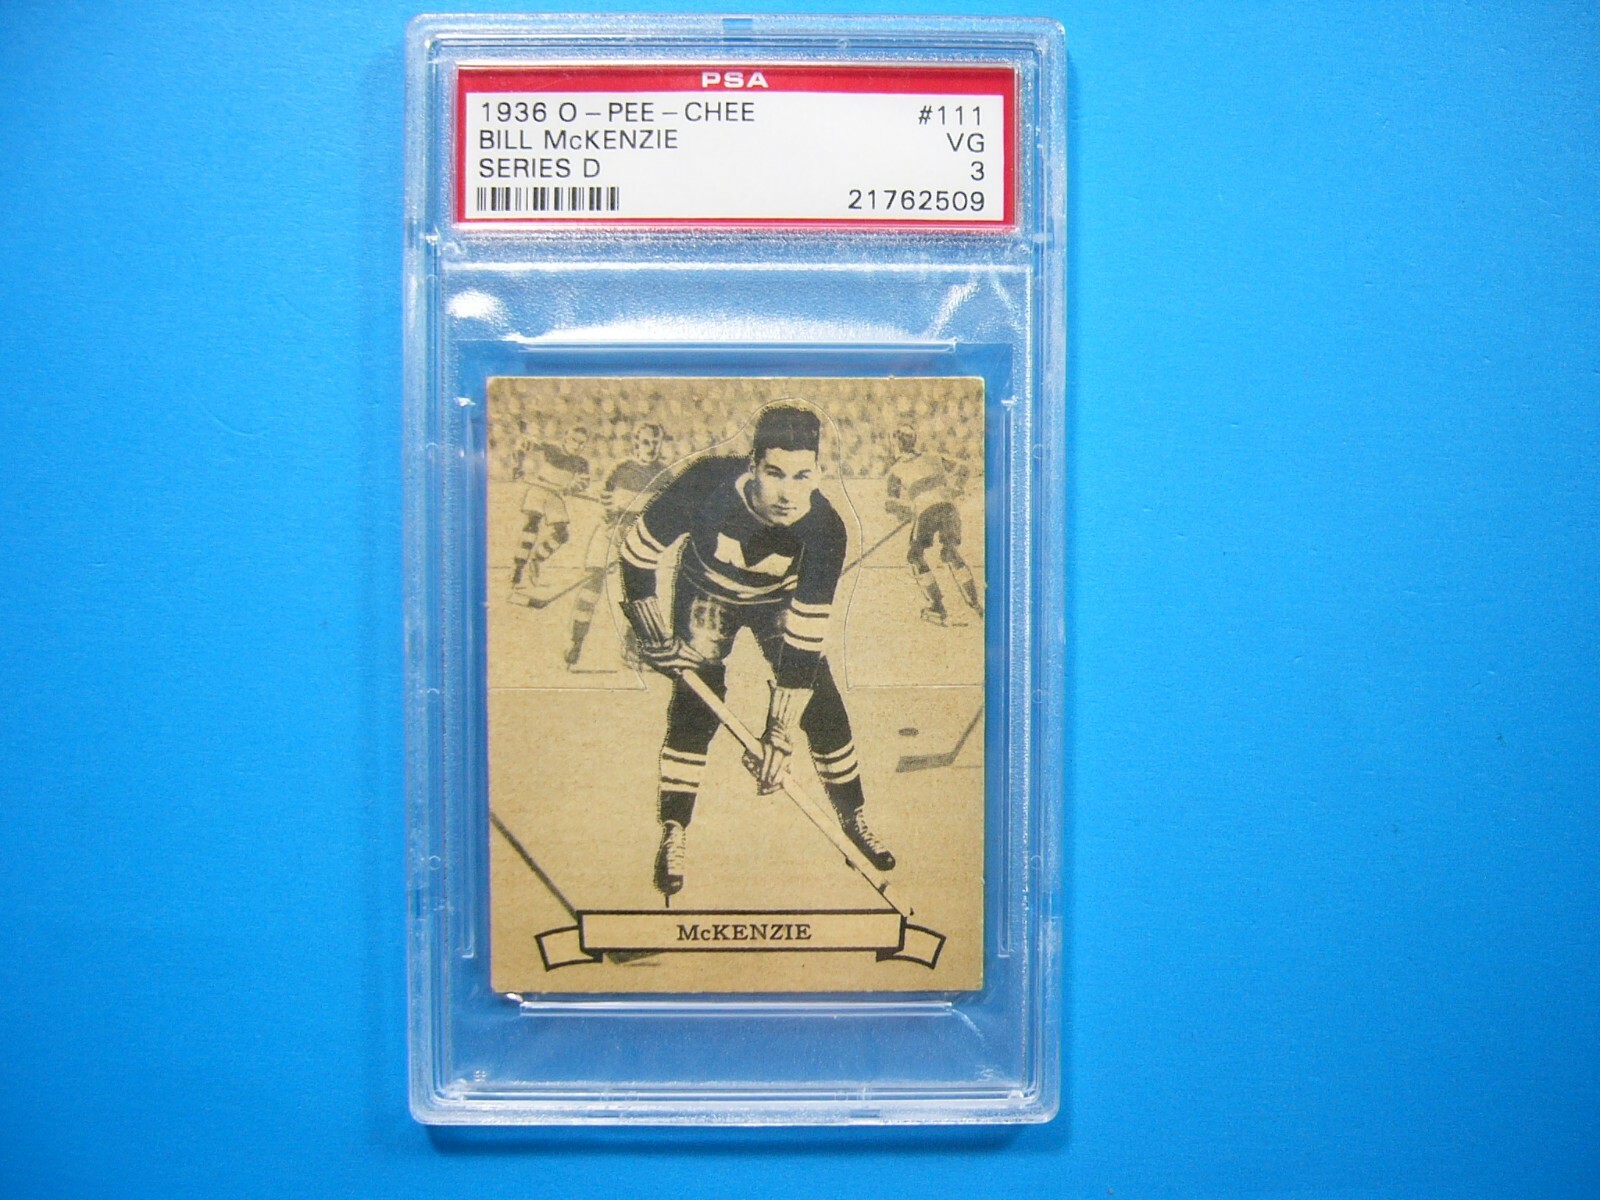 PSA
1936 O-PEE-CHEE #111
BILL McKENZIE VG
SERIES D 3
21762509
M
McKENZIE